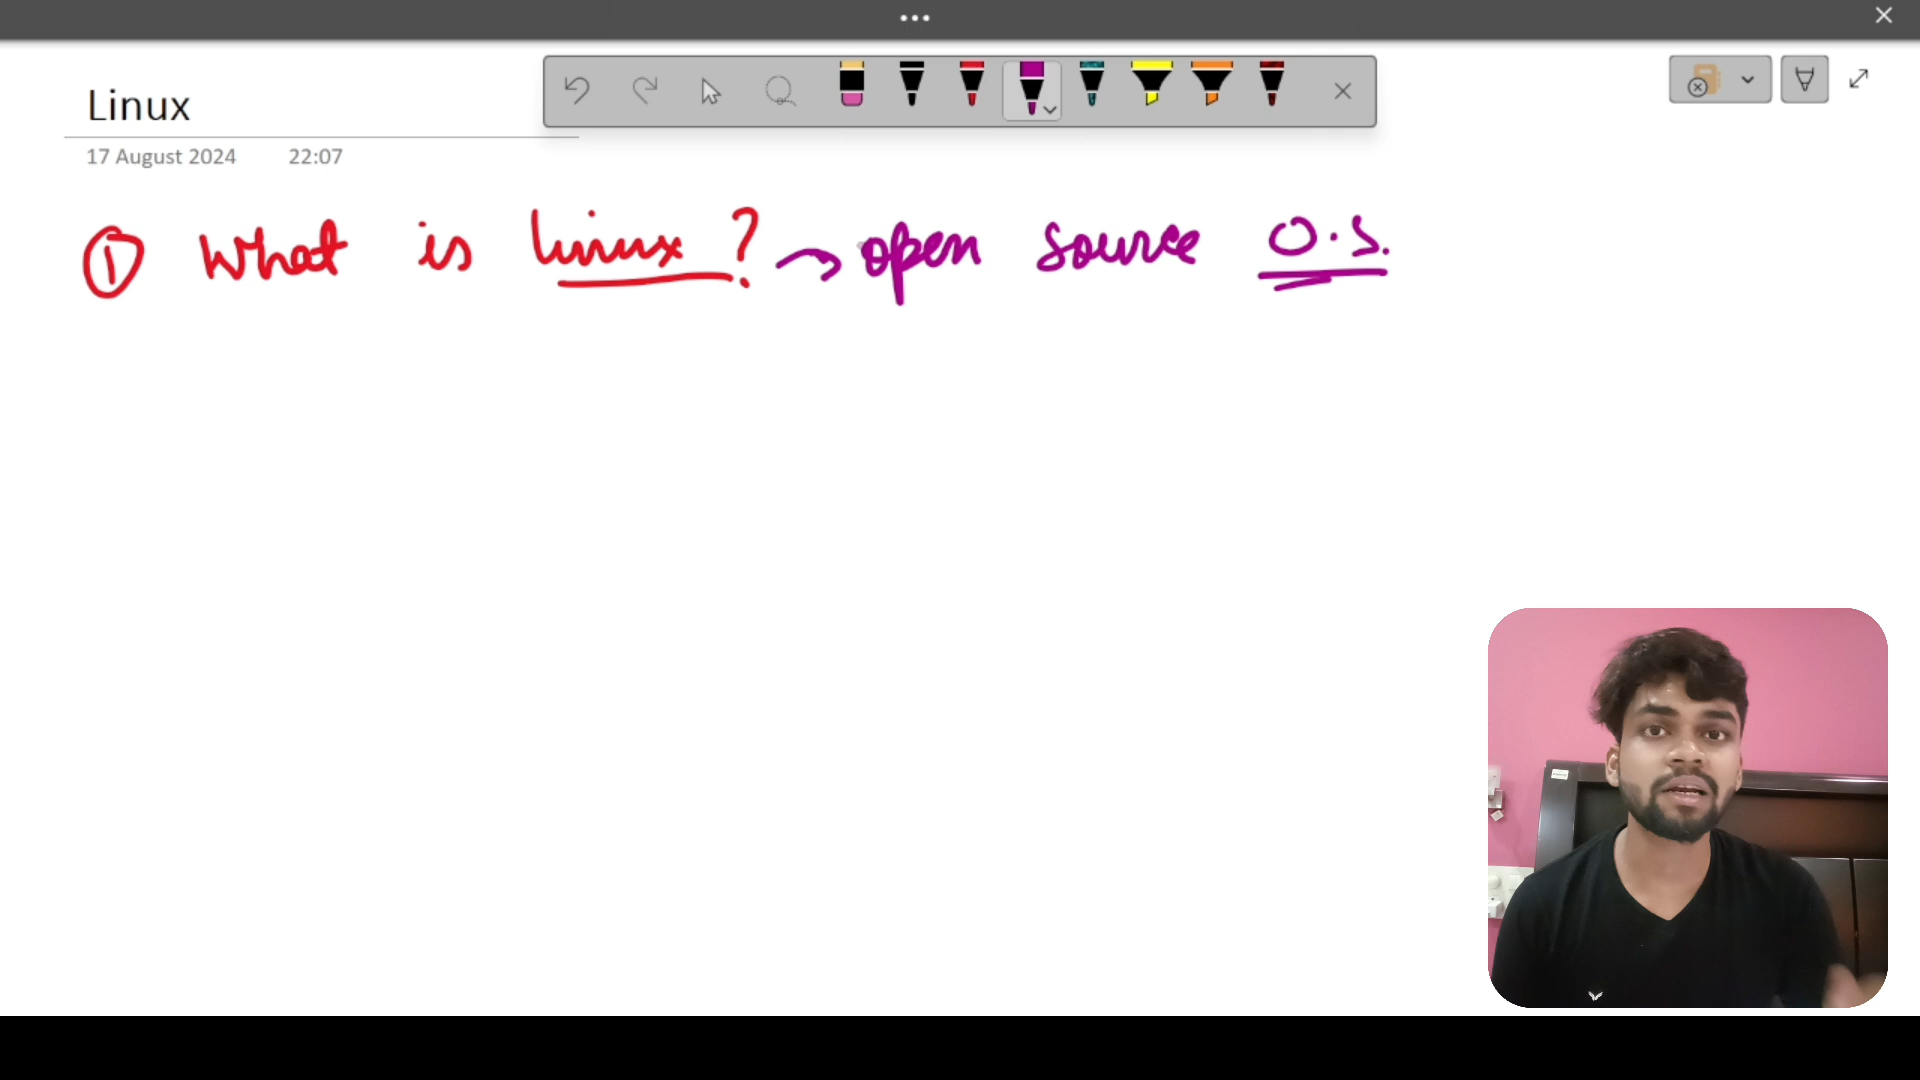 Linux
17 August 2024 22:07
① What is linux ? → open source O.S.